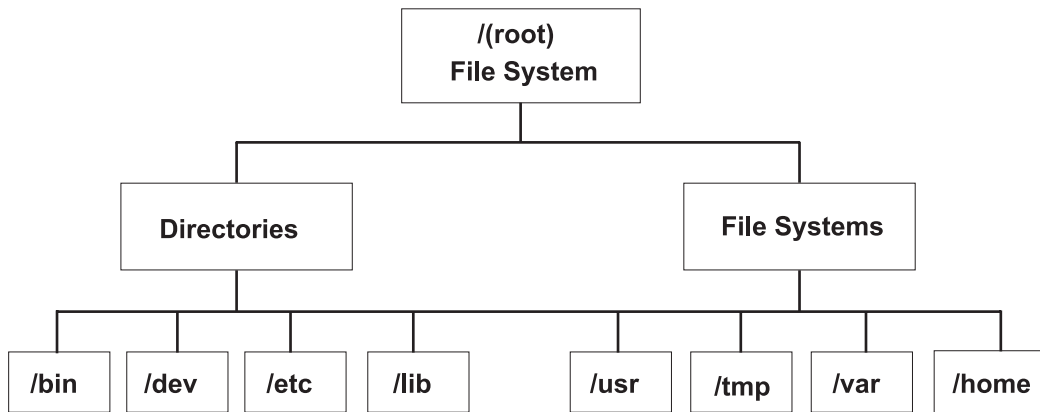 /(root)
File System
Directories
File Systems
/bin
/dev
/etc
/lib
/usr
/tmp
/var
/home